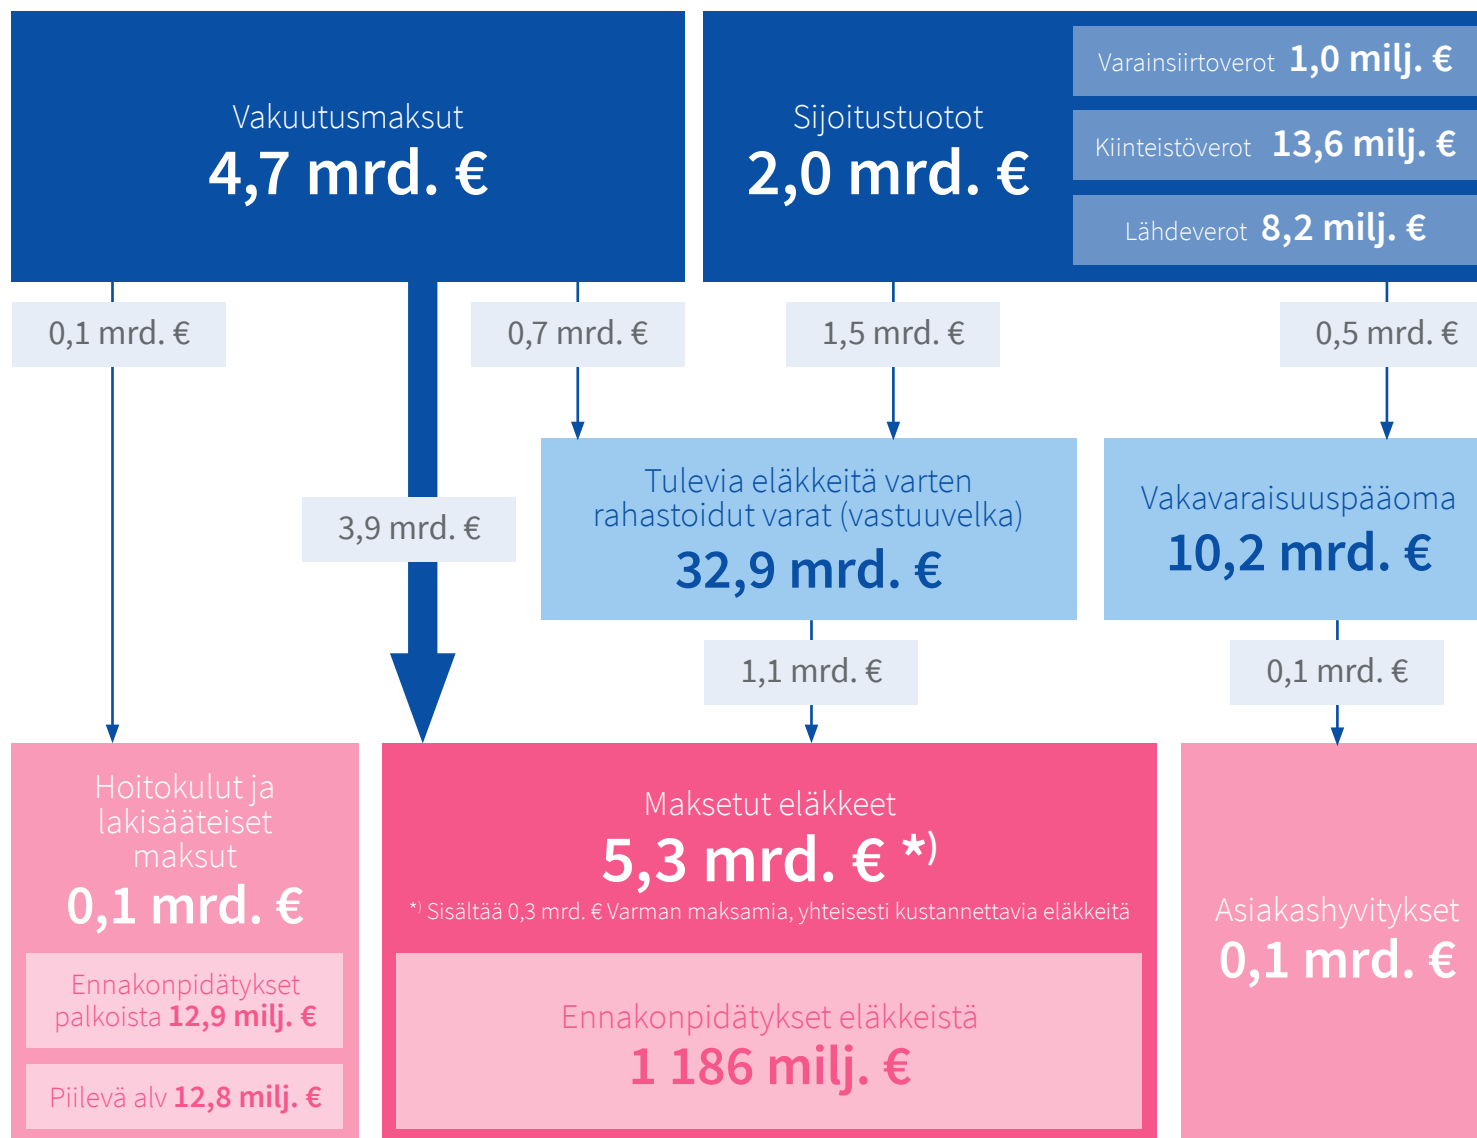 Vakuutusmaksut
4,7 mrd. €
Sijoitustuotot
2,0 mrd. €
Varainsiirtoverot 1,0 milj. €
Kiinteistöverot 13,6 milj. €
Lähdeverot 8,2 milj. €
0,1 mrd. €
0,7 mrd. €
1,5 mrd. €
0,5 mrd. €
3,9 mrd. €
Tulevia eläkkeitä varten
rahastoidut varat (vastuuvelka)
32,9 mrd. €
Vakavaraisuuspääoma
10,2 mrd. €
1,1 mrd. €
0,1 mrd. €
Hoitokulut ja
lakisääteiset
maksut
0,1 mrd. €
Ennakonpidätykset
palkoista 12,9 milj. €
Piilevä alv 12,8 milj. €
Maksetut eläkkeet
5,3 mrd. € *)
*) Sisältää 0,3 mrd. € Varman maksamia, yhteisesti kustannettavia eläkkeitä
Ennakonpidätykset eläkkeistä
1 186 milj. €
Asiakashyvitykset
0,1 mrd. €